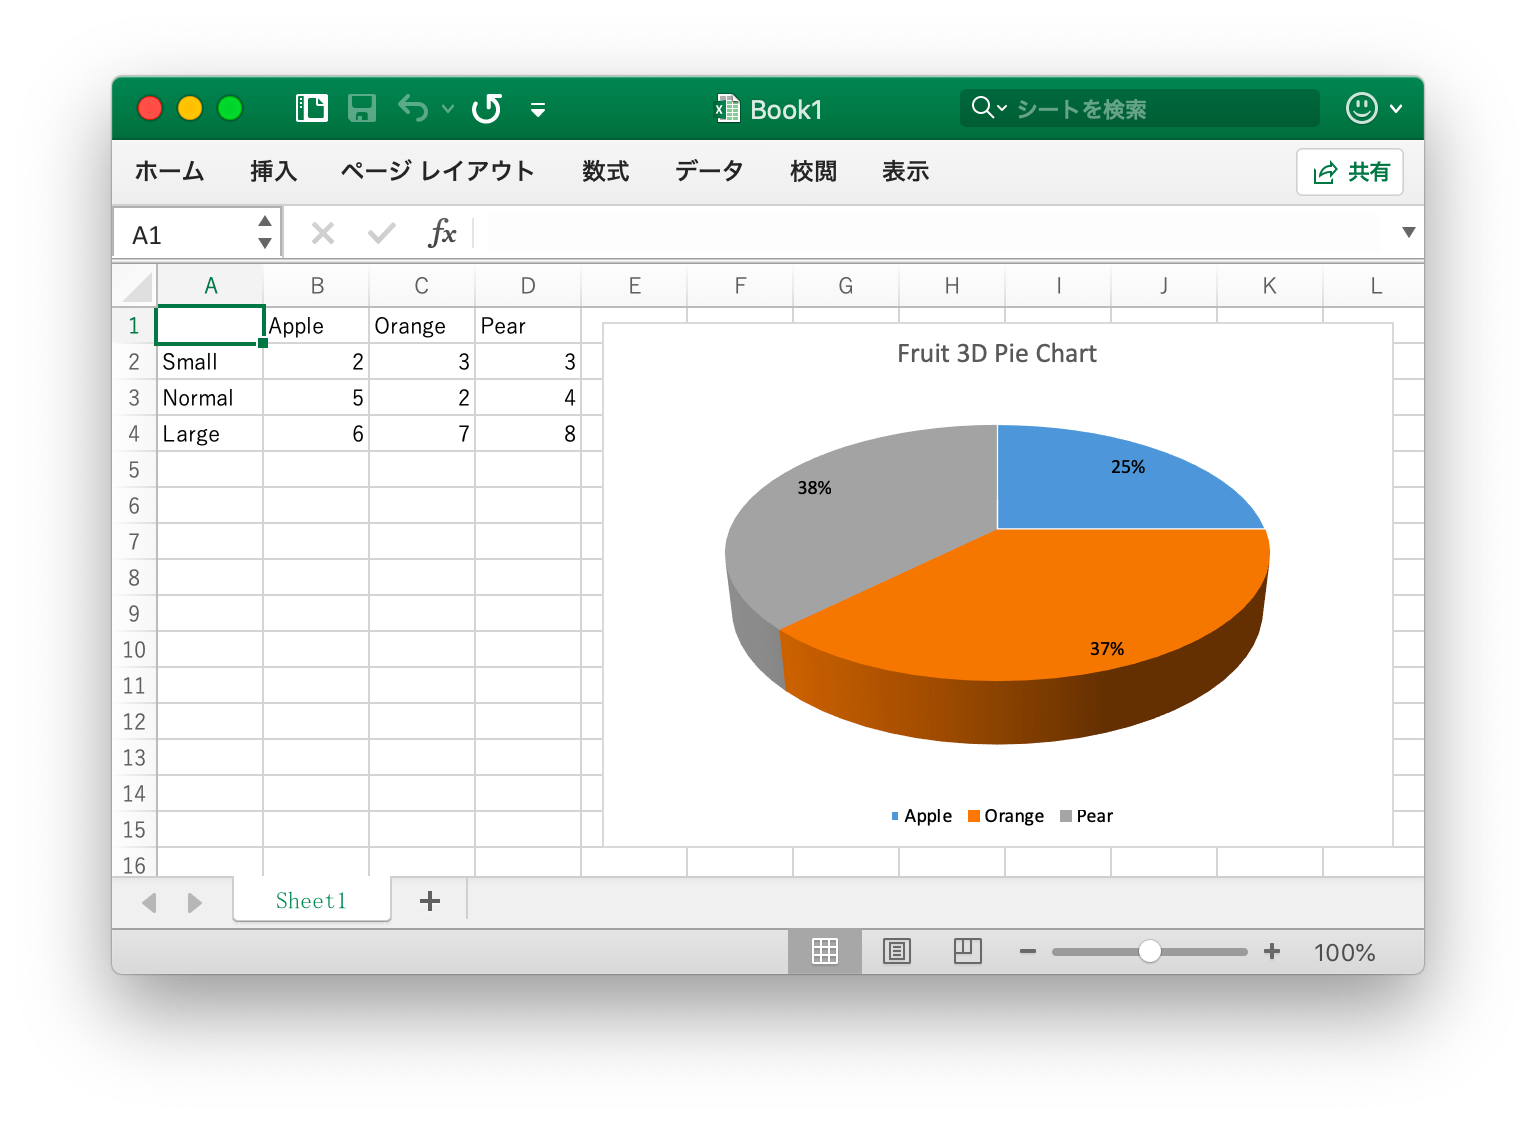 Book1
シートを検索
ホーム 挿入 ページ レイアウト 数式 データ 校閲 表示 共有
A1 fx
A B C D E F G H I J K L
1 Apple Orange Pear
2 Small 2 3 3
3 Normal 5 2 4
4 Large 6 7 8
5
6
7
8
9
10
11
12
13
14
15
16
Fruit 3D Pie Chart
25%
38%
37%
Apple Orange Pear
Sheet1
100%